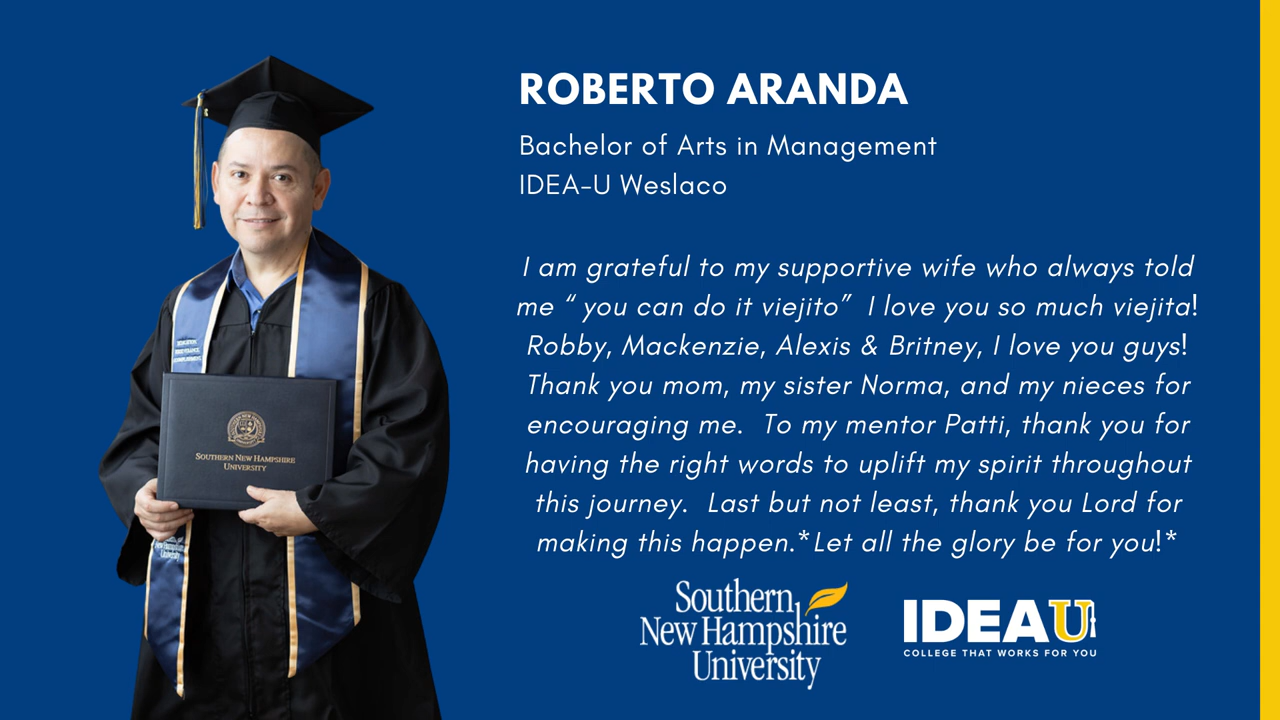 ROBERTO ARANDA
Bachelor of Arts in Management
IDEA-U Weslaco
I am grateful to my supportive wife who always told
me “ you can do it viejito”  I love you so much viejita!
Robby, Mackenzie, Alexis & Britney, I love you guys!
Thank you mom, my sister Norma, and my nieces for
encouraging me.  To my mentor Patti, thank you for
having the right words to uplift my spirit throughout
this journey.  Last but not least, thank you Lord for
making this happen.*Let all the glory be for you!*
SOUTHERN NEW HAMPSHIRE
UNIVERSITY
Southern
New Hampshire
University
IDEAU
COLLEGE THAT WORKS FOR YOU